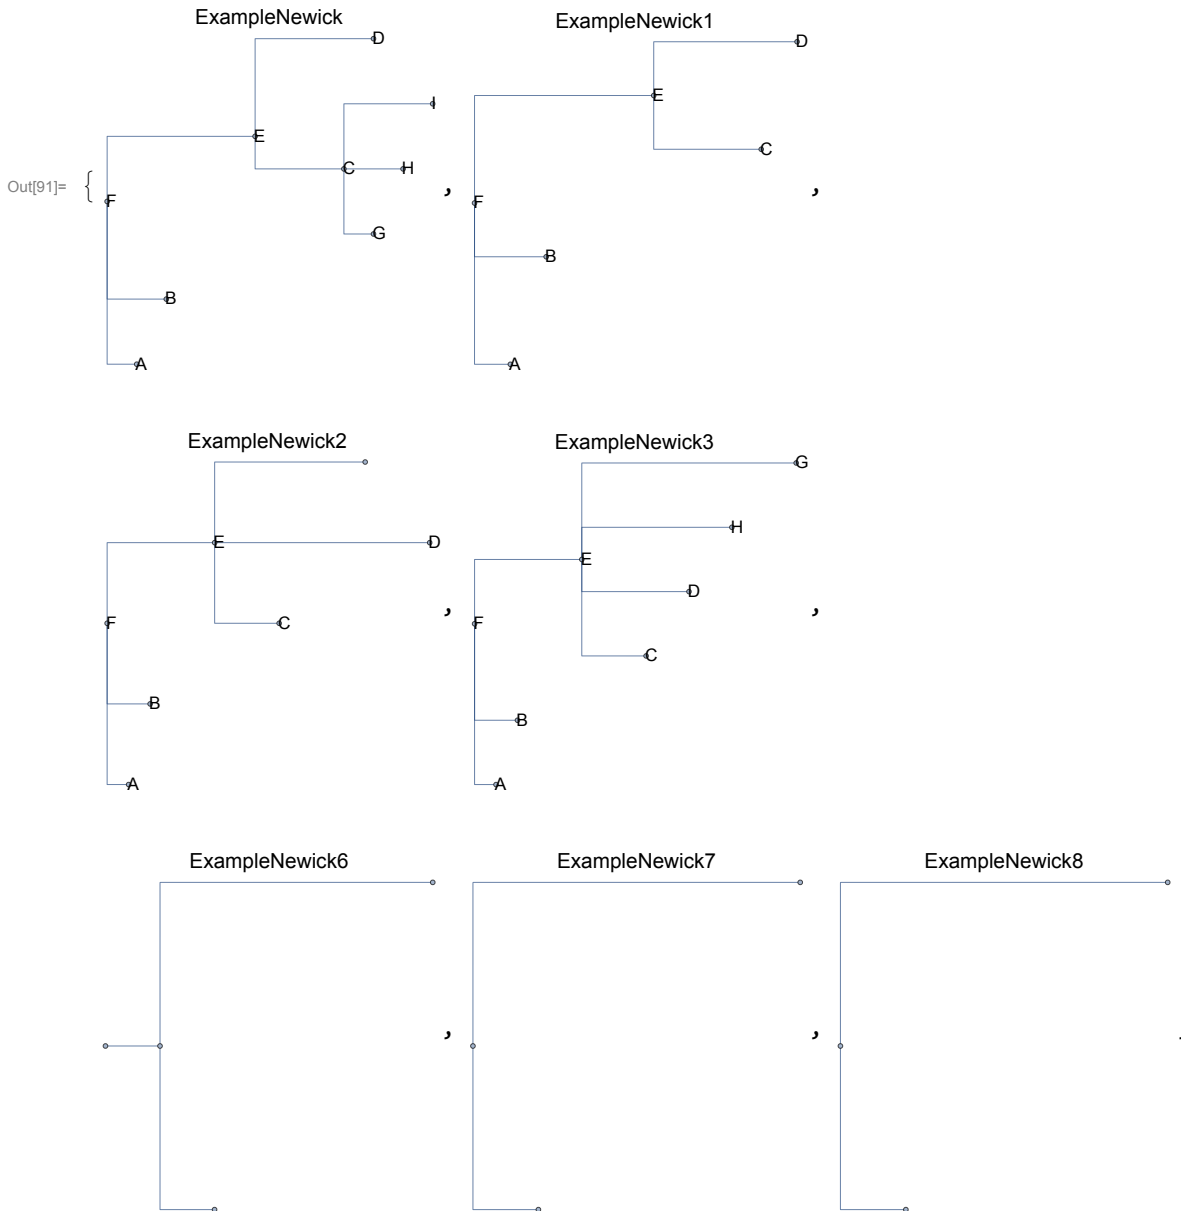 ExampleNewick
ExampleNewick1
D
D
I
E
E
C
Out[91]= {
C
H
,
,
F
F
G
B
B
A
A
ExampleNewick2
ExampleNewick3
G
H
E
D
E
D
,
,
F
C
F
C
B
B
A
A
ExampleNewick6
ExampleNewick7
ExampleNewick8
,
,